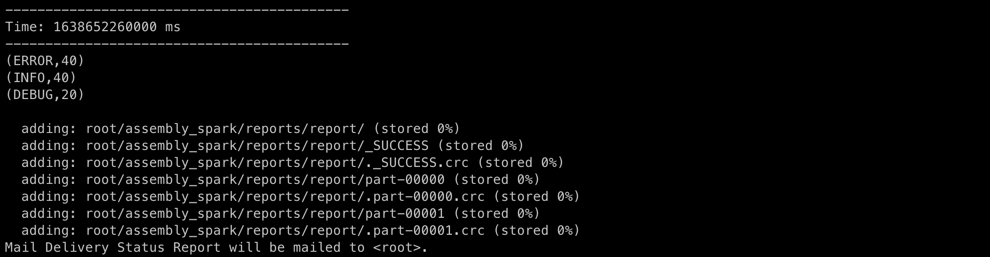 -------------------------------------------
Time: 1638652260000 ms
-------------------------------------------
(ERROR,40)
(INFO,40)
(DEBUG,20)

  adding: root/assembly_spark/reports/report/ (stored 0%)
  adding: root/assembly_spark/reports/report/_SUCCESS (stored 0%)
  adding: root/assembly_spark/reports/report/._SUCCESS.crc (stored 0%)
  adding: root/assembly_spark/reports/report/part-00000 (stored 0%)
  adding: root/assembly_spark/reports/report/.part-00000.crc (stored 0%)
  adding: root/assembly_spark/reports/report/part-00001 (stored 0%)
  adding: root/assembly_spark/reports/report/.part-00001.crc (stored 0%)
Mail Delivery Status Report will be mailed to <root>.